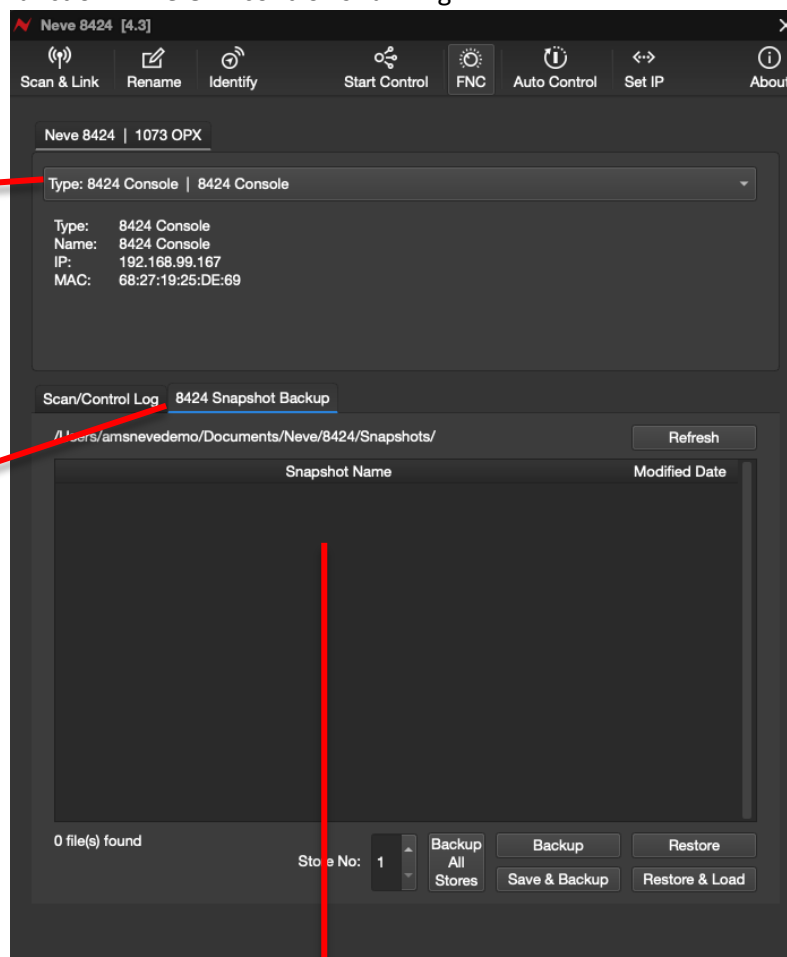 Neve 8424 [4.3]
Scan & Link Rename Identify Start Control FNC Auto Control Set IP About
Neve 8424 | 1073 OPX
Type: 8424 Console | 8424 Console
Type: 8424 Console
Name: 8424 Console
IP: 192.168.99.167
MAC: 68:27:19:25:DE:69
Scan/Control Log 8424 Snapshot Backup
/Users/amsnevedemo/Documents/Neve/8424/Snapshots/ Refresh
Snapshot Name Modified Date
0 file(s) found
Store No: 1
Backup All Stores
Backup Restore
Save & Backup Restore & Load